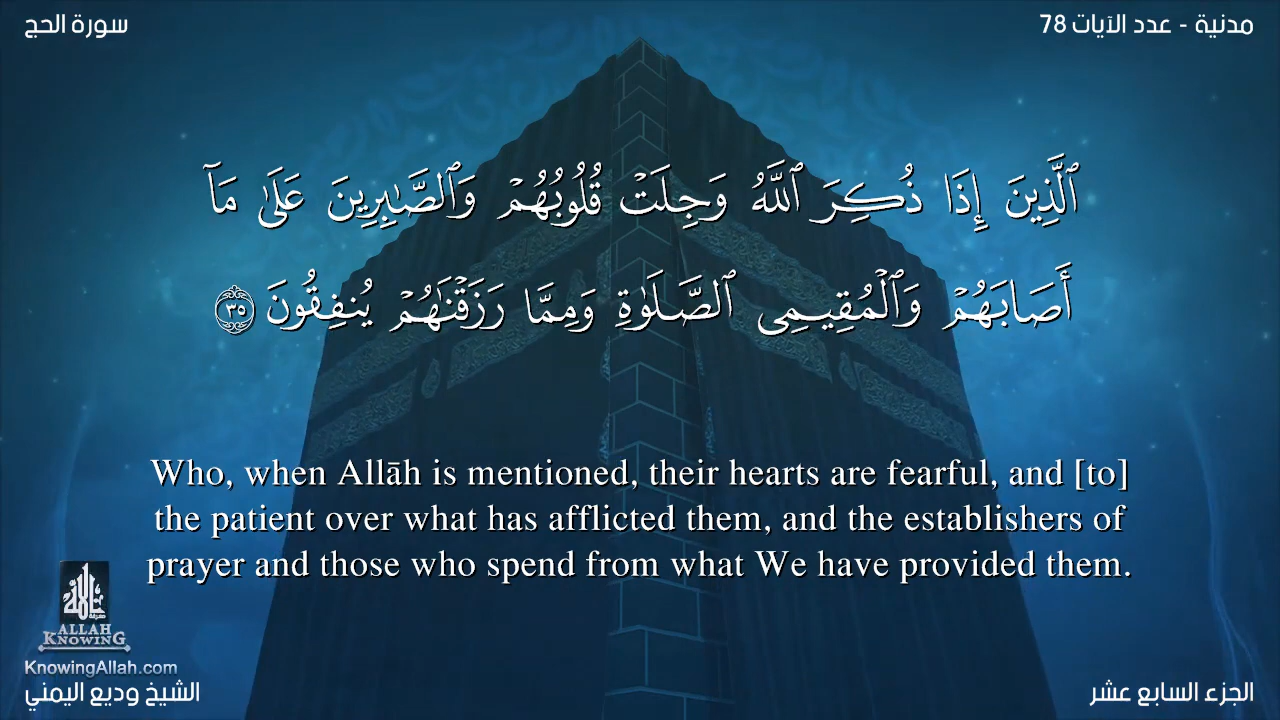 سورة الحج
مدنية - عدد الآيات 78
ٱلَّذِينَ إِذَا ذُكِرَ ٱللَّهُ وَجِلَتْ قُلُوبُهُمْ وَٱلصَّٰبِرِينَ عَلَىٰ مَآ
أَصَابَهُمْ وَٱلْمُقِيمِى ٱلصَّلَوٰةِ وَمِمَّا رَزَقْنَٰهُمْ يُنفِقُونَ ٣٥
Who, when Allāh is mentioned, their hearts are fearful, and [to]
the patient over what has afflicted them, and the establishers of
prayer and those who spend from what We have provided them.
ALLAH
KNOWING
KnowingAllah.com
الشيخ وديع اليمني
الجزء السابع عشر